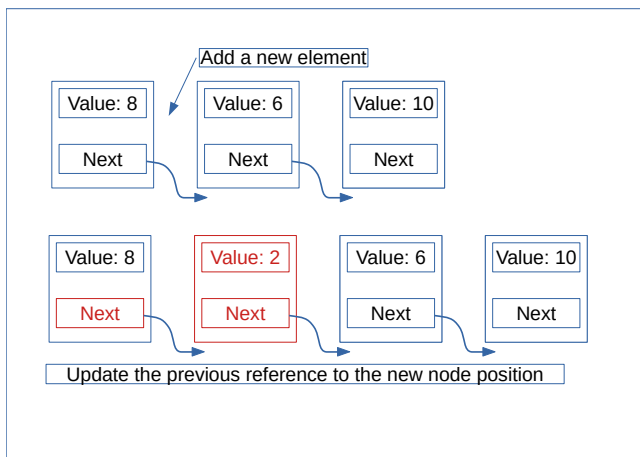 Add a new element
Value: 8
Value: 6
Value: 10
Next
Next
Next
Value: 8
Value: 2
Value: 6
Value: 10
Next
Next
Next
Next
Update the previous reference to the new node position